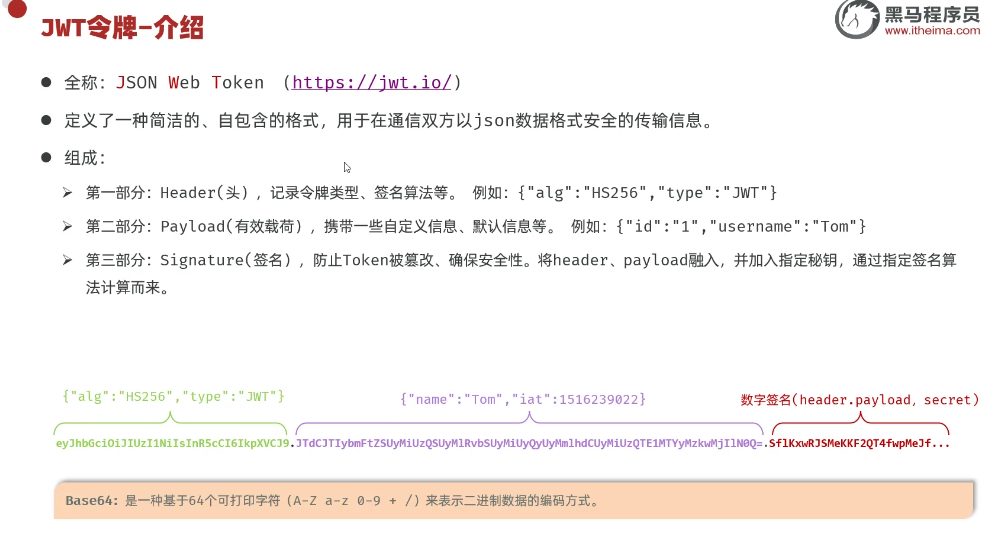 JWT令牌-介绍
黑马程序员
www.itheima.com
全称：JSON Web Token （https://jwt.io/）
定义了一种简洁的、自包含的格式，用于在通信双方以json数据格式安全的传输信息。
组成：
第一部分：Header(头），记录令牌类型、签名算法等。 例如：{"alg":"HS256","type":"JWT"}
第二部分：Payload(有效载荷），携带一些自定义信息、默认信息等。 例如：{"id":"1","username":"Tom"}
第三部分：Signature(签名），防止Token被篡改、确保安全性。将header、payload融入，并加入指定秘钥，通过指定签名算
法计算而来。
{"alg":"HS256","type":"JWT"}
{"name":"Tom","iat":1516239022}
数字签名(header.payload, secret)
eyJhbGciOiJIUzI1NiIsInR5cCI6IkpXVCJ9.JTdCJTIybmFtZSUyMiUzQSUyMlRvbSUyMiUyQyUyMmlhdCUyMiUzQTE1MTYyMzkwMjIlN0Q=.SflKxwRJSMeKKF2QT4fwpMeJf...
Base64：是一种基于64个可打印字符（A-Z a-z 0-9 + /）来表示二进制数据的编码方式。